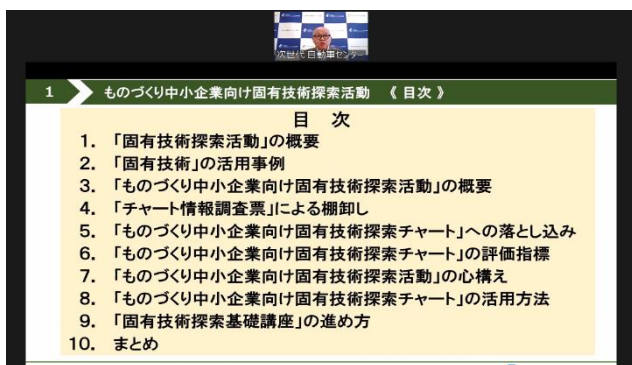 次世代自動車センター
1 ものづくり中小企業向け固有技術探索活動 《 目次 》
目 次
1. 「固有技術探索活動」の概要
2. 「固有技術」の活用事例
3. 「ものづくり中小企業向け固有技術探索活動」の概要
4. 「チャート情報調査票」による棚卸し
5. 「ものづくり中小企業向け固有技術探索チャート」への落とし込み
6. 「ものづくり中小企業向け固有技術探索チャート」の評価指標
7. 「ものづくり中小企業向け固有技術探索活動」の心構え
8. 「ものづくり中小企業向け固有技術探索チャート」の活用方法
9. 「固有技術探索基礎講座」の進め方
10. まとめ